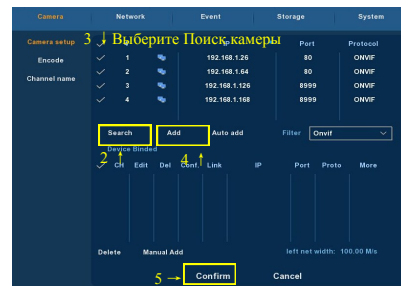 Camera Network Event Storage System
Camera setup 3 ↓ Выберите Поиск камеры Port Protocol
Encode
Channel name
1 192.168.1.26 80 ONVIF
2 192.168.1.64 80 ONVIF
3 192.168.1.126 8999 ONVIF
4 192.168.1.168 8999 ONVIF
Search Add Auto add Filter Onvif
Device Binded
2 ↑ 4 ↑
CH Edit Del Conf. Link IP Port Proto More
Delete Manual Add left net width: 100.00 M/s
5 → Confirm Cancel